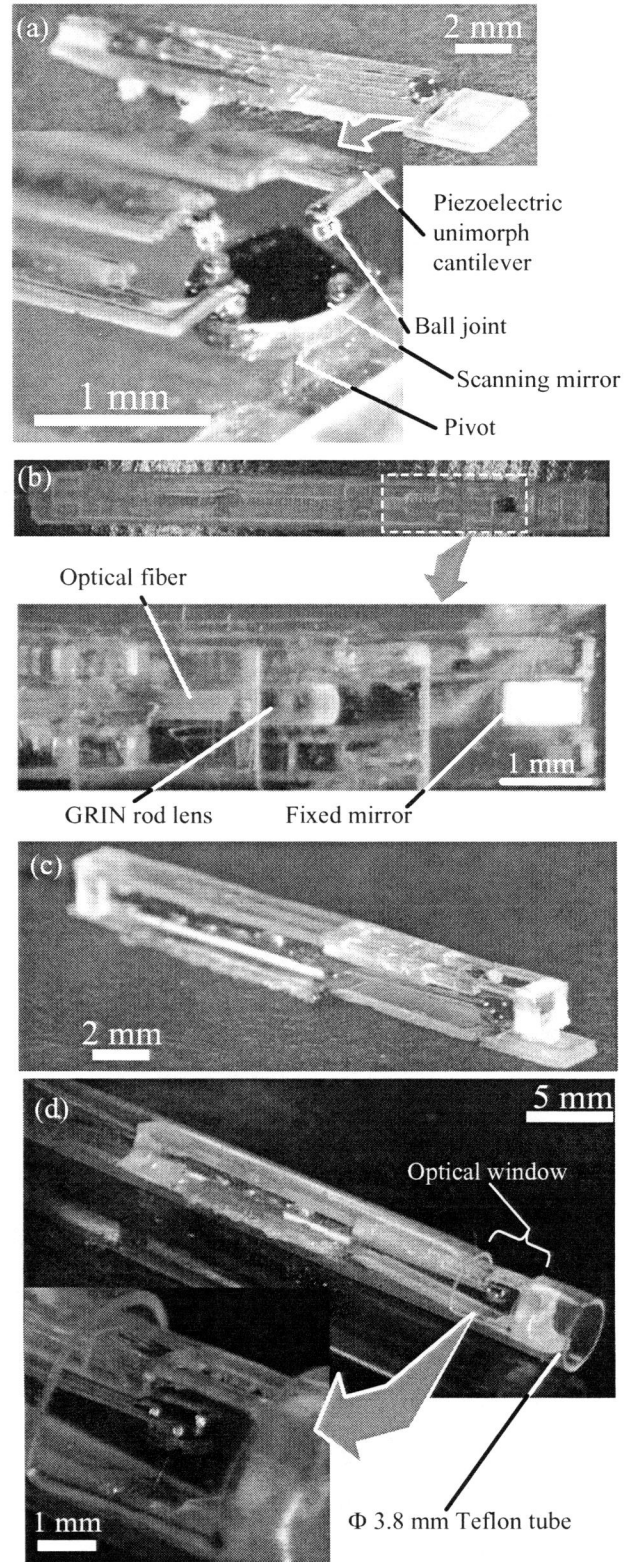 (a)
2 mm
Piezoelectric
unimorph
cantilever
Ball joint
Scanning mirror
1 mm
Pivot
(b)
Optical fiber
1 mm
GRIN rod lens
Fixed mirror
(c)
2 mm
(d)
5 mm
Optical window
1 mm
Φ 3.8 mm Teflon tube